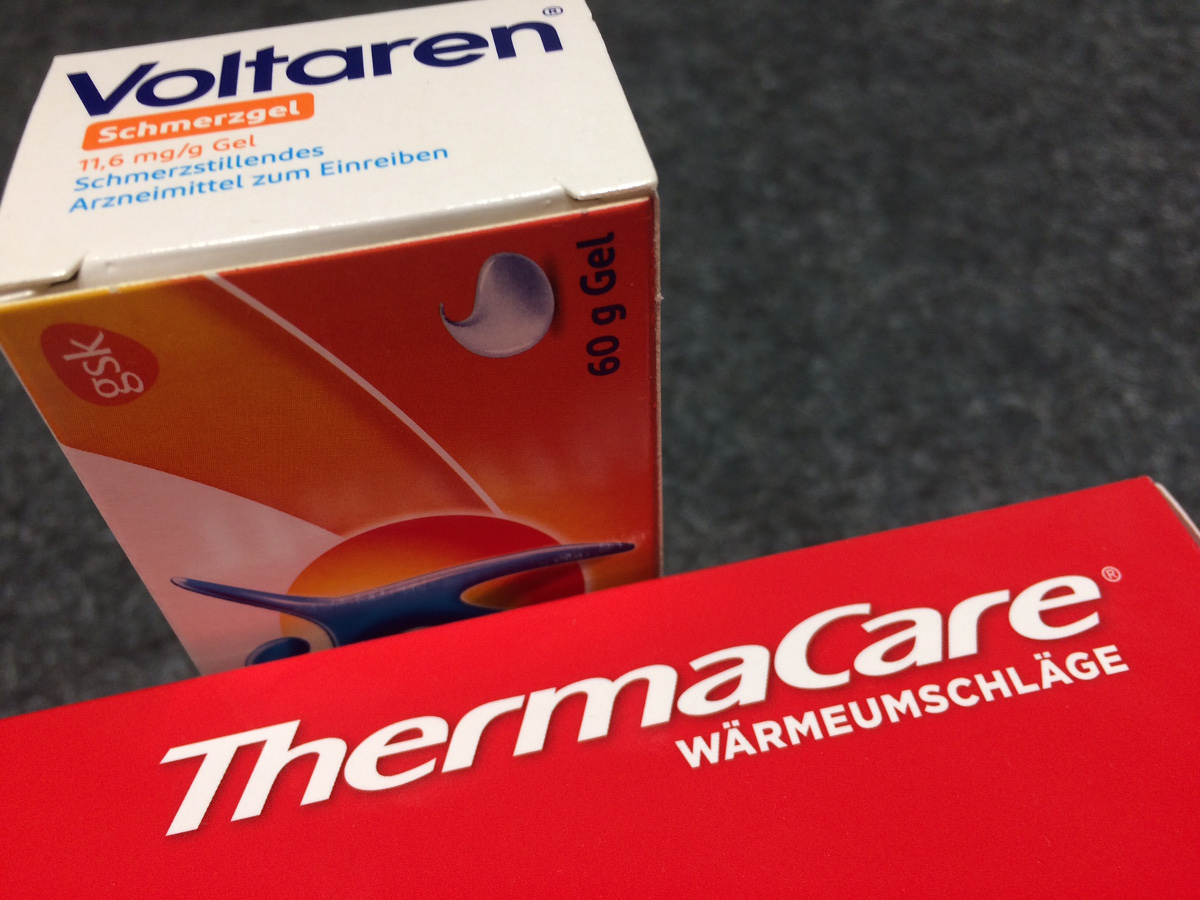 Voltaren®
Schmerzgel
11,6 mg/g Gel
Schmerzstillendes
Arzneimittel zum Einreiben
60 g Gel
gsk
ThermaCare®
WÄRMEUMSCHLÄGE